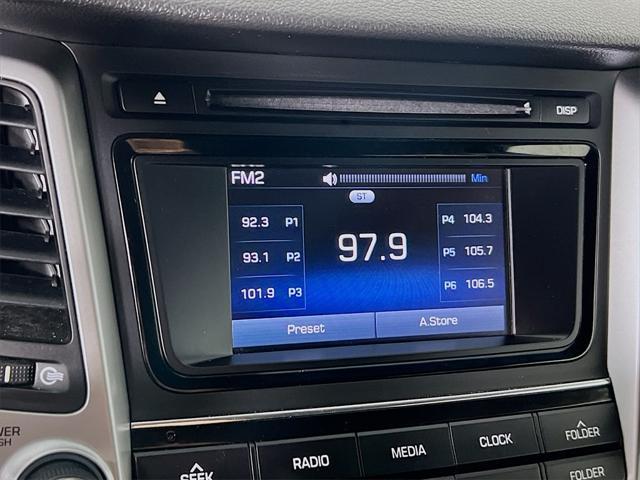 DISP
FM2 Min
ST
92.3 P1
93.1 P2
101.9 P3
97.9
P4 104.3
P5 105.7
P6 106.5
Preset A.Store
SEEK RADIO MEDIA CLOCK FOLDER
FOLDER